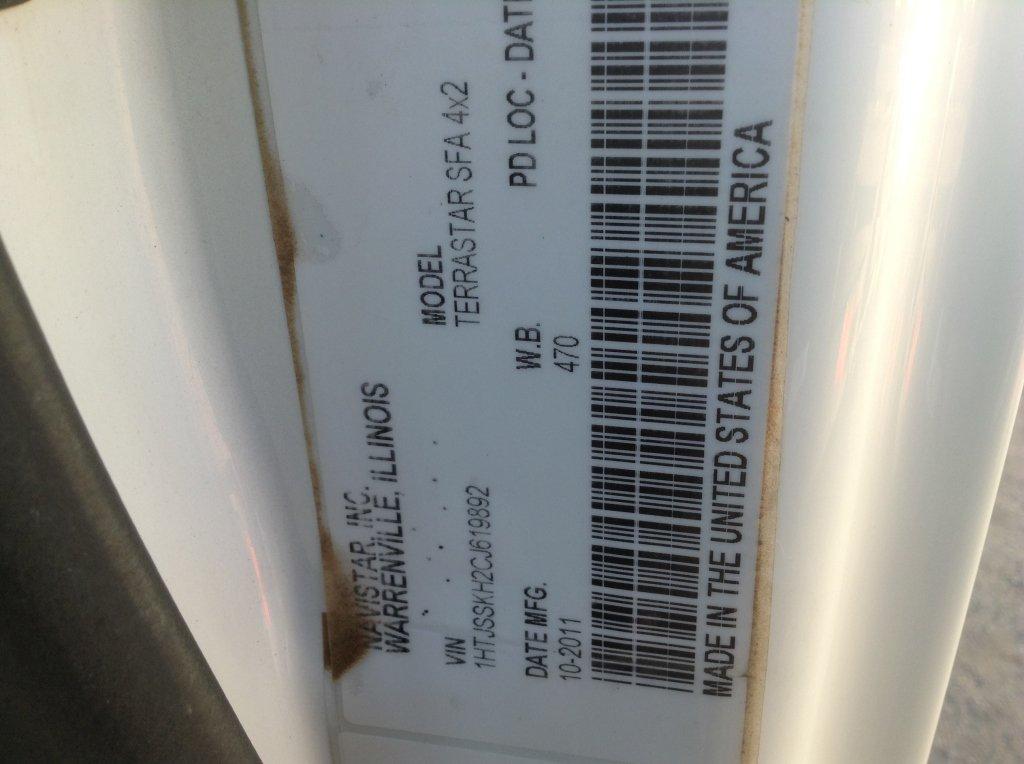 NAVISTAR, INC.
WARRENVILLE, ILLINOIS
MODEL
TERRASTAR SFA 4x2
VIN
1HTJSSKH2CJ619892
DATE MFG.
10-2011
W.B.
470
PD LOC - DATE
MADE IN THE UNITED STATES OF AMERICA